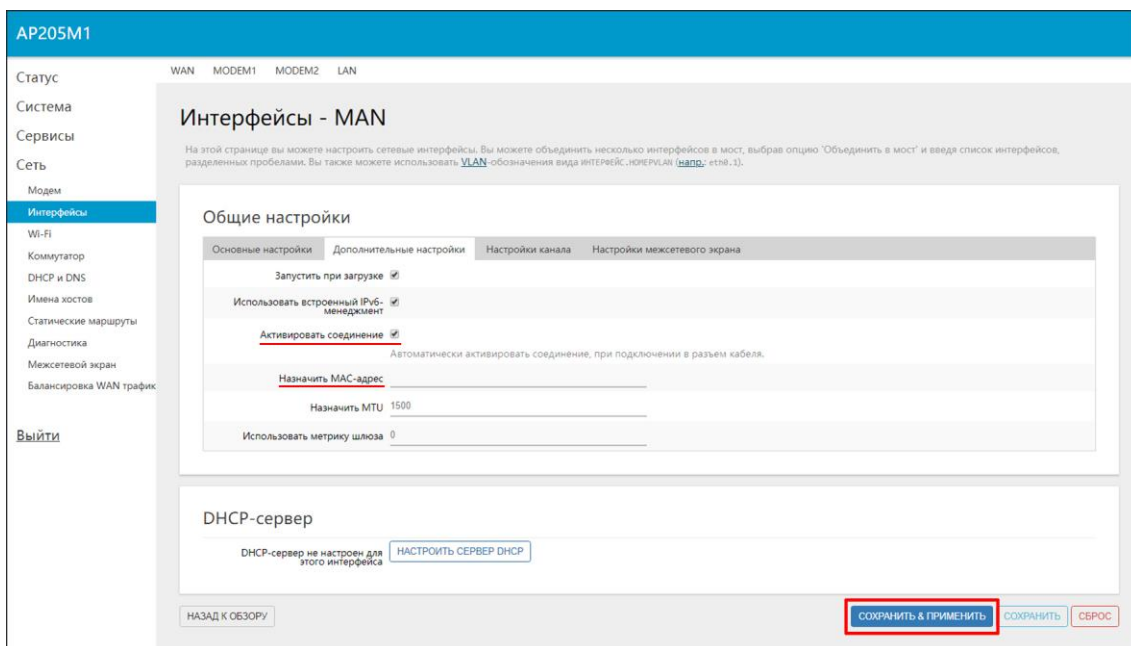 AP205M1
Статус
Система
Сервисы
Сеть
Модем
Интерфейсы
Wi-Fi
Коммутатор
DHCP и DNS
Имена хостов
Статические маршруты
Диагностика
Межсетевой экран
Балансировка WAN трафик
Выйти
WAN MODEM1 MODEM2 LAN
Интерфейсы - MAN
На этой странице вы можете настроить сетевые интерфейсы. Вы можете объединить несколько интерфейсов в мост, выбрав опцию 'Объединить в мост' и введя список интерфейсов,
разделенных пробелами. Вы также можете использовать VLAN-обозначения вида ИНТЕРФЕЙС.НОМЕРVLAN (напр.: eth0.1).
Общие настройки
Основные настройки Дополнительные настройки Настройки канала Настройки межсетевого экрана
Запустить при загрузке
Использовать встроенный IPv6-
менеджмент
Активировать соединение
Автоматически активировать соединение, при подключении в разъем кабеля.
Назначить MAC-адрес
Назначить MTU 1500
Использовать метрику шлюза 0
DHCP-сервер
DHCP-сервер не настроен для
этого интерфейса
НАСТРОИТЬ СЕРВЕР DHCP
НАЗАД К ОБЗОРУ СОХРАНИТЬ & ПРИМЕНИТЬ СОХРАНИТЬ СБРОС